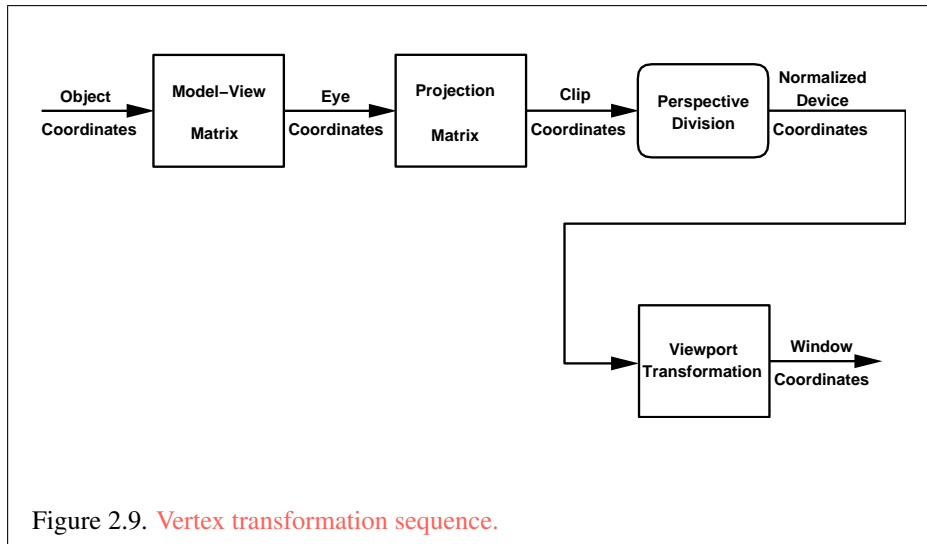 Object
Coordinates
Model–View
Matrix
Eye
Coordinates
Projection
Matrix
Clip
Coordinates
Perspective
Division
Normalized
Device
Coordinates
Viewport
Transformation
Window
Coordinates
Figure 2.9. Vertex transformation sequence.